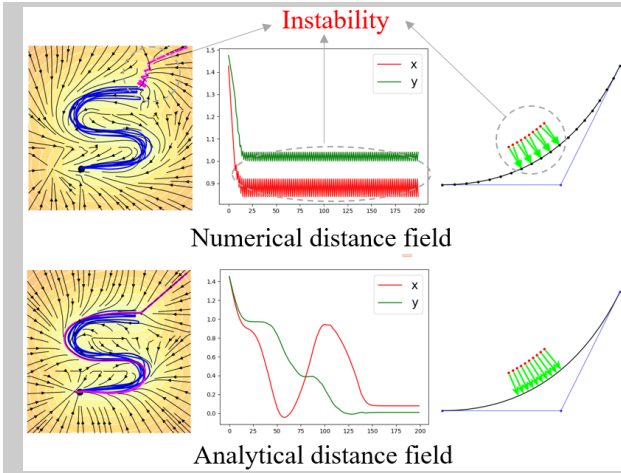 Instability
x
y
1.5
1.4
1.3
1.2
1.1
1.0
0.9
0 25 50 75 100 125 150 175 200
Numerical distance field
x
y
1.4
1.2
1.0
0.8
0.6
0.4
0.2
0.0
0 25 50 75 100 125 150 175 200
Analytical distance field